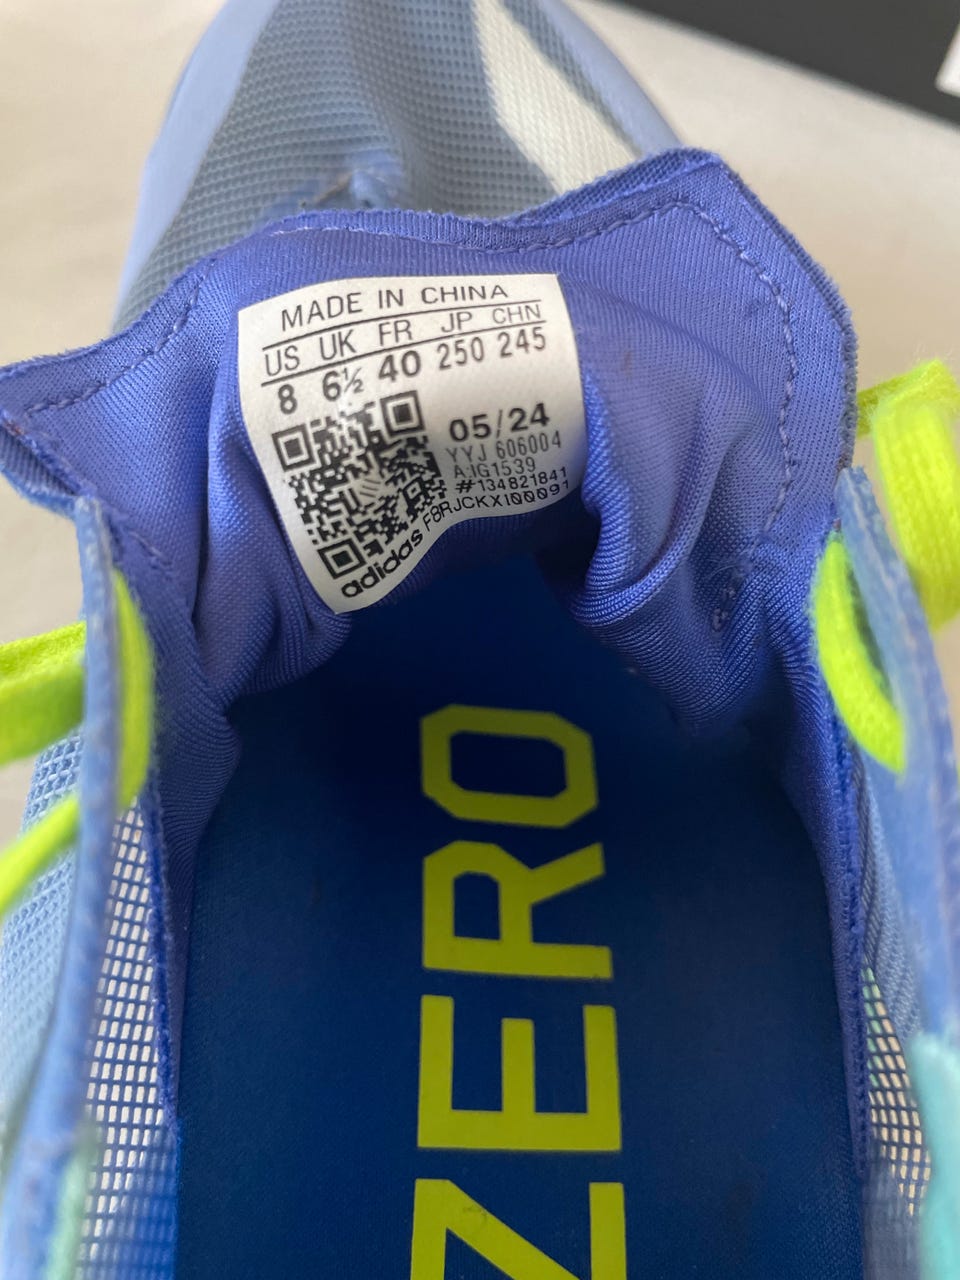 MADE IN CHINA
US UK FR JP CHN
8 6½ 40 250 245
05/24
YYJ 606004
A:IG1539
#134821841
F8RJCKXI00091
adidas
ZERO